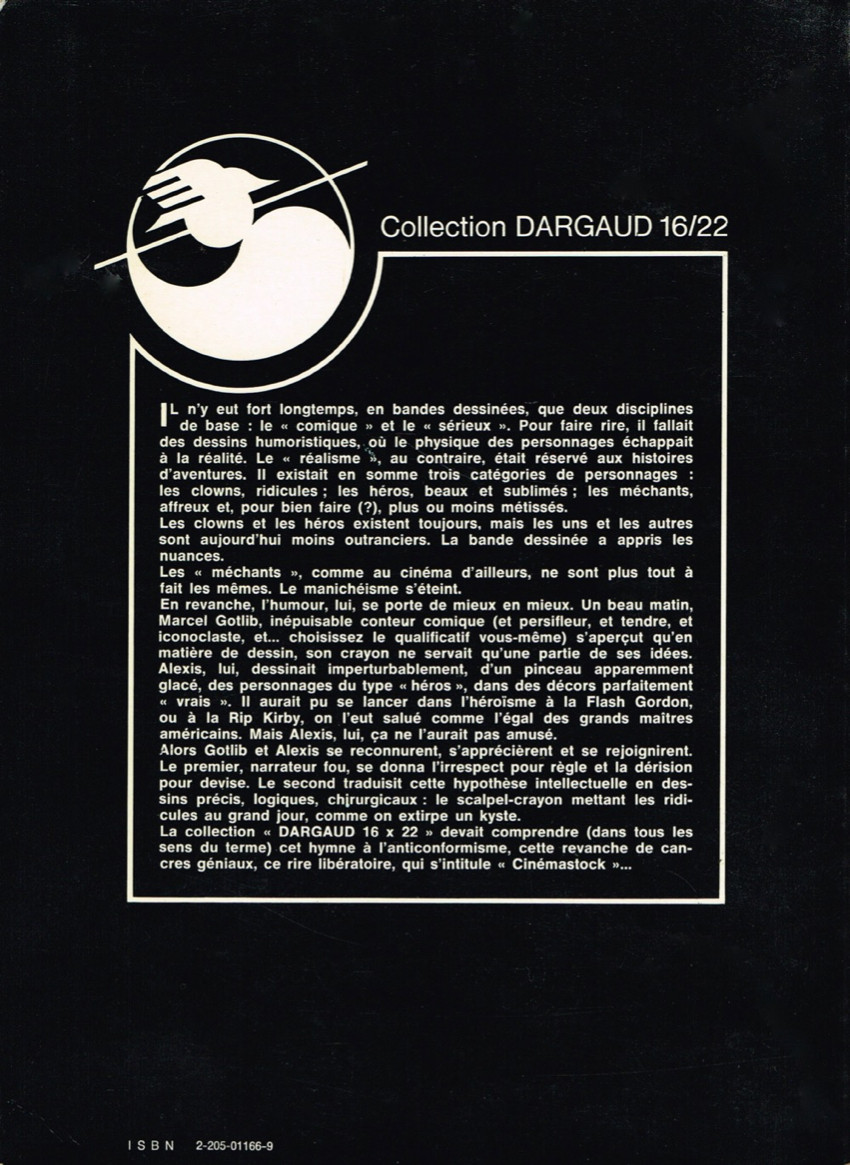 Collection DARGAUD 16/22
IL n'y eut fort longtemps, en bandes dessinées, que deux disciplines
de base : le « comique » et le « sérieux ». Pour faire rire, il fallait
des dessins humoristiques, où le physique des personnages échappait
à la réalité. Le « réalisme », au contraire, était réservé aux histoires
d'aventures. Il existait en somme trois catégories de personnages :
les clowns, ridicules ; les héros, beaux et sublimés ; les méchants,
affreux et, pour bien faire (?), plus ou moins métissés.
Les clowns et les héros existent toujours, mais les uns et les autres
sont aujourd'hui moins outranciers. La bande dessinée a appris les
nuances.
Les « méchants », comme au cinéma d'ailleurs, ne sont plus tout à
fait les mêmes. Le manichéisme s'éteint.
En revanche, l'humour, lui, se porte de mieux en mieux. Un beau matin,
Marcel Gotlib, inépuisable conteur comique (et persifleur, et tendre, et
iconoclaste, et... choisissez le qualificatif vous-même) s'aperçut qu'en
matière de dessin, son crayon ne servait qu'une partie de ses idées.
Alexis, lui, dessinait imperturbablement, d'un pinceau apparemment
glacé, des personnages du type « héros », dans des décors parfaitement
« vrais ». Il aurait pu se lancer dans l'héroïsme à la Flash Gordon,
ou à la Rip Kirby, on l'eut salué comme l'égal des grands maîtres
américains. Mais Alexis, lui, ça ne l'aurait pas amusé.
Alors Gotlib et Alexis se reconnurent, s'apprécièrent et se rejoignirent.
Le premier, narrateur fou, se donna l'irrespect pour règle et la dérision
pour devise. Le second traduisit cette hypothèse intellectuelle en des-
sins précis, logiques, chirurgicaux : le scalpel-crayon mettant les ridi-
cules au grand jour, comme on extirpe un kyste.
La collection « DARGAUD 16 x 22 » devait comprendre (dans tous les
sens du terme) cet hymne à l'anticonformisme, cette revanche de can-
cres géniaux, ce rire libératoire, qui s'intitule « Cinémastock »...
ISBN 2-205-01166-9